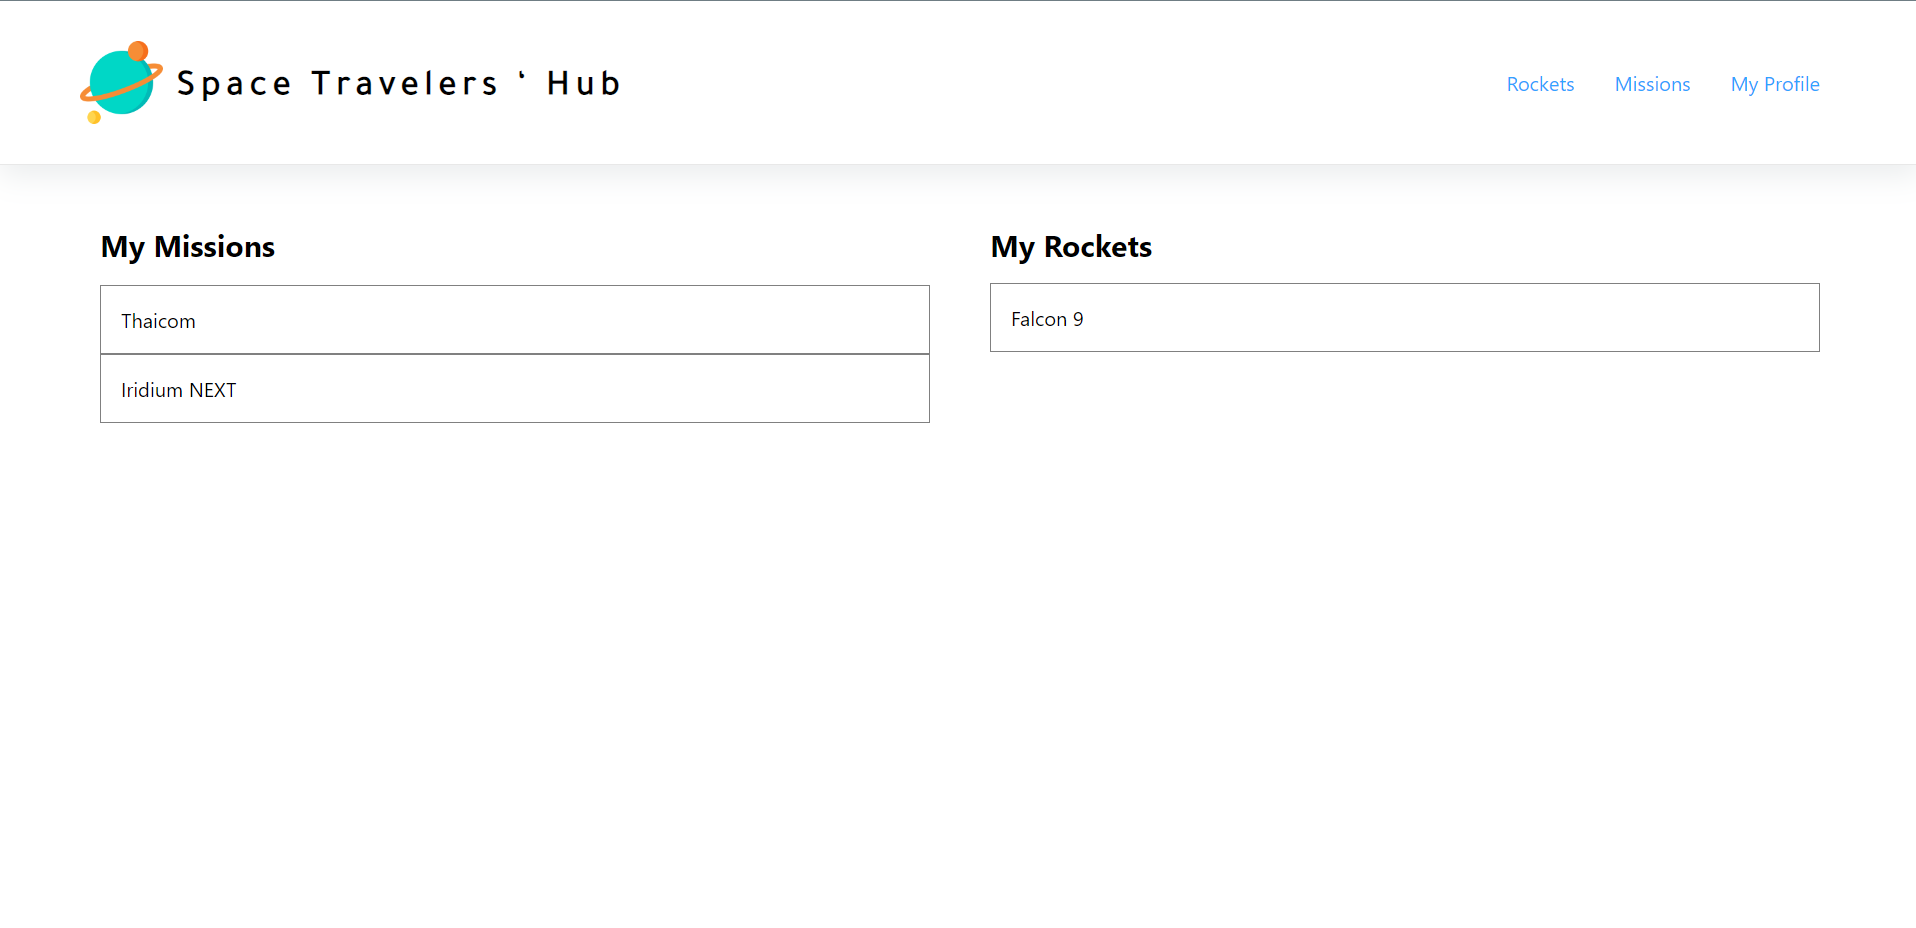 Space Travelers ' Hub
Rockets
Missions
My Profile
My Missions
Thaicom
Iridium NEXT
My Rockets
Falcon 9